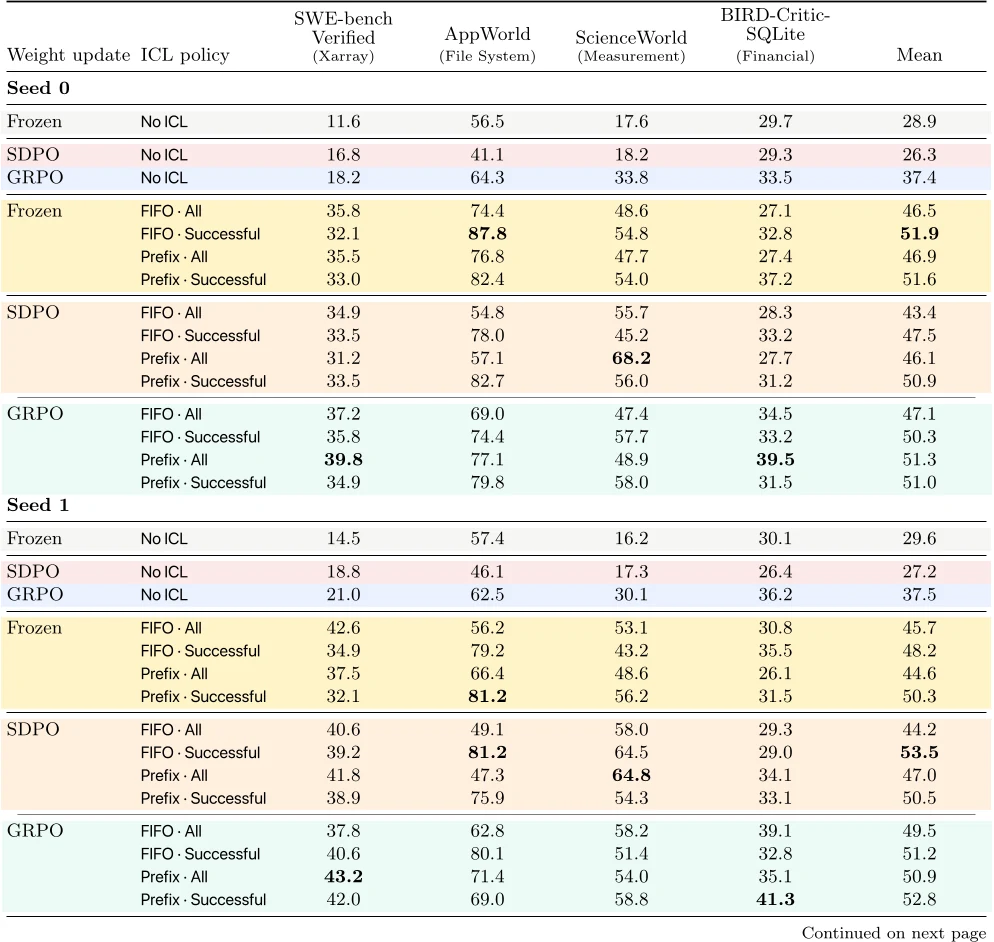 Weight update ICL policy SWE-bench Verified (Xarray) AppWorld (File System) ScienceWorld (Measurement) BIRD-Critic-SQLite (Financial) Mean
Seed 0
Frozen No ICL 11.6 56.5 17.6 29.7 28.9
SDPO No ICL 16.8 41.1 18.2 29.3 26.3
GRPO No ICL 18.2 64.3 33.8 33.5 37.4
Frozen FIFO · All 35.8 74.4 48.6 27.1 46.5
FIFO · Successful 32.1 87.8 54.8 32.8 51.9
Prefix · All 35.5 76.8 47.7 27.4 46.9
Prefix · Successful 33.0 82.4 54.0 37.2 51.6
SDPO FIFO · All 34.9 54.8 55.7 28.3 43.4
FIFO · Successful 33.5 78.0 45.2 33.2 47.5
Prefix · All 31.2 57.1 68.2 27.7 46.1
Prefix · Successful 33.5 82.7 56.0 31.2 50.9
GRPO FIFO · All 37.2 69.0 47.4 34.5 47.1
FIFO · Successful 35.8 74.4 57.7 33.2 50.3
Prefix · All 39.8 77.1 48.9 39.5 51.3
Prefix · Successful 34.9 79.8 58.0 31.5 51.0
Seed 1
Frozen No ICL 14.5 57.4 16.2 30.1 29.6
SDPO No ICL 18.8 46.1 17.3 26.4 27.2
GRPO No ICL 21.0 62.5 30.1 36.2 37.5
Frozen FIFO · All 42.6 56.2 53.1 30.8 45.7
FIFO · Successful 34.9 79.2 43.2 35.5 48.2
Prefix · All 37.5 66.4 48.6 26.1 44.6
Prefix · Successful 32.1 81.2 56.2 31.5 50.3
SDPO FIFO · All 40.6 49.1 58.0 29.3 44.2
FIFO · Successful 39.2 81.2 64.5 29.0 53.5
Prefix · All 41.8 47.3 64.8 34.1 47.0
Prefix · Successful 38.9 75.9 54.3 33.1 50.5
GRPO FIFO · All 37.8 62.8 58.2 39.1 49.5
FIFO · Successful 40.6 80.1 51.4 32.8 51.2
Prefix · All 43.2 71.4 54.0 35.1 50.9
Prefix · Successful 42.0 69.0 58.8 41.3 52.8
Continued on next page